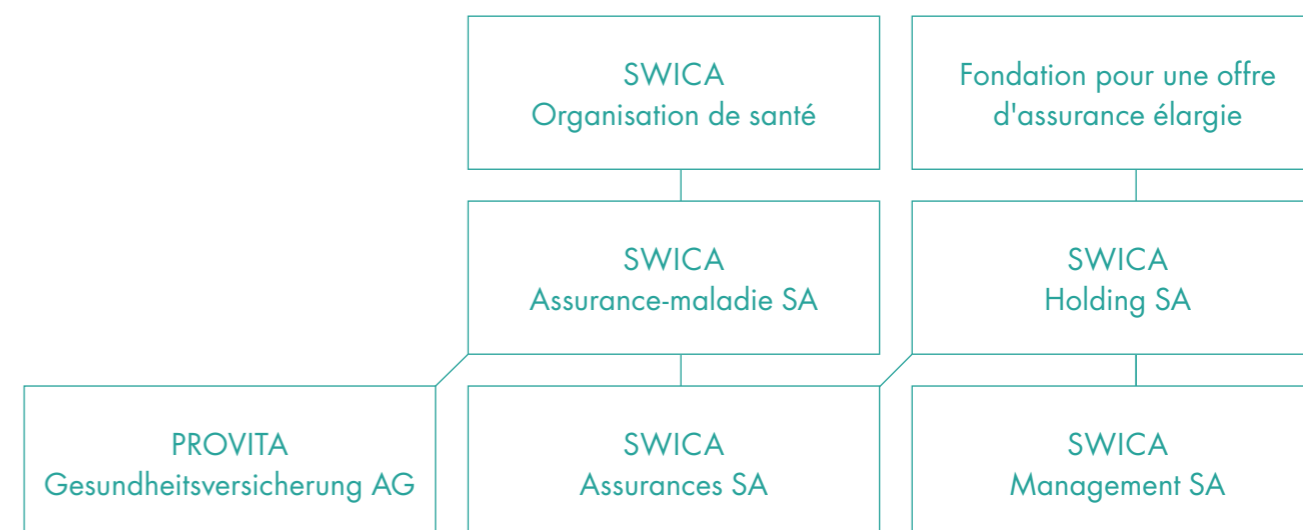 SWICA
Organisation de santé
Fondation pour une offre
d'assurance élargie
SWICA
Assurance-maladie SA
SWICA
Holding SA
PROVITA
Gesundheitsversicherung AG
SWICA
Assurances SA
SWICA
Management SA